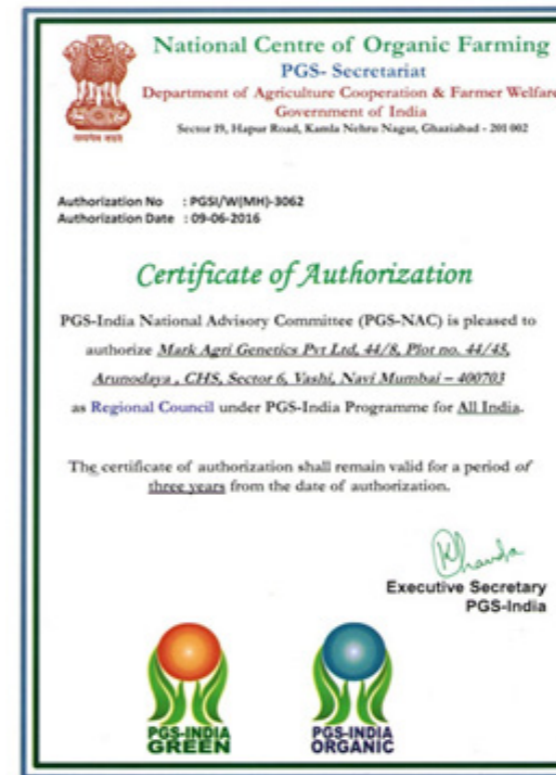 National Centre of Organic Farming
PGS- Secretariat
Department of Agriculture Cooperation & Farmer Welfare
Government of India
Sector 19, Hapur Road, Kamla Nehru Nagar, Ghaziabad - 201 002
सत्यमेव जयते
Authorization No : PGSI/W(MH)-3062
Authorization Date : 09-06-2016
Certificate of Authorization
PGS-India National Advisory Committee (PGS-NAC) is pleased to
authorize Mark Agri Genetics Pvt Ltd, 44/8, Plot no. 44/45,
Arunodaya , CHS, Sector 6, Vashi, Navi Mumbai – 400703
as Regional Council under PGS-India Programme for All India.
The certificate of authorization shall remain valid for a period of
three years from the date of authorization.
Executive Secretary
PGS-India
PGS-INDIA
GREEN
PGS-INDIA
ORGANIC